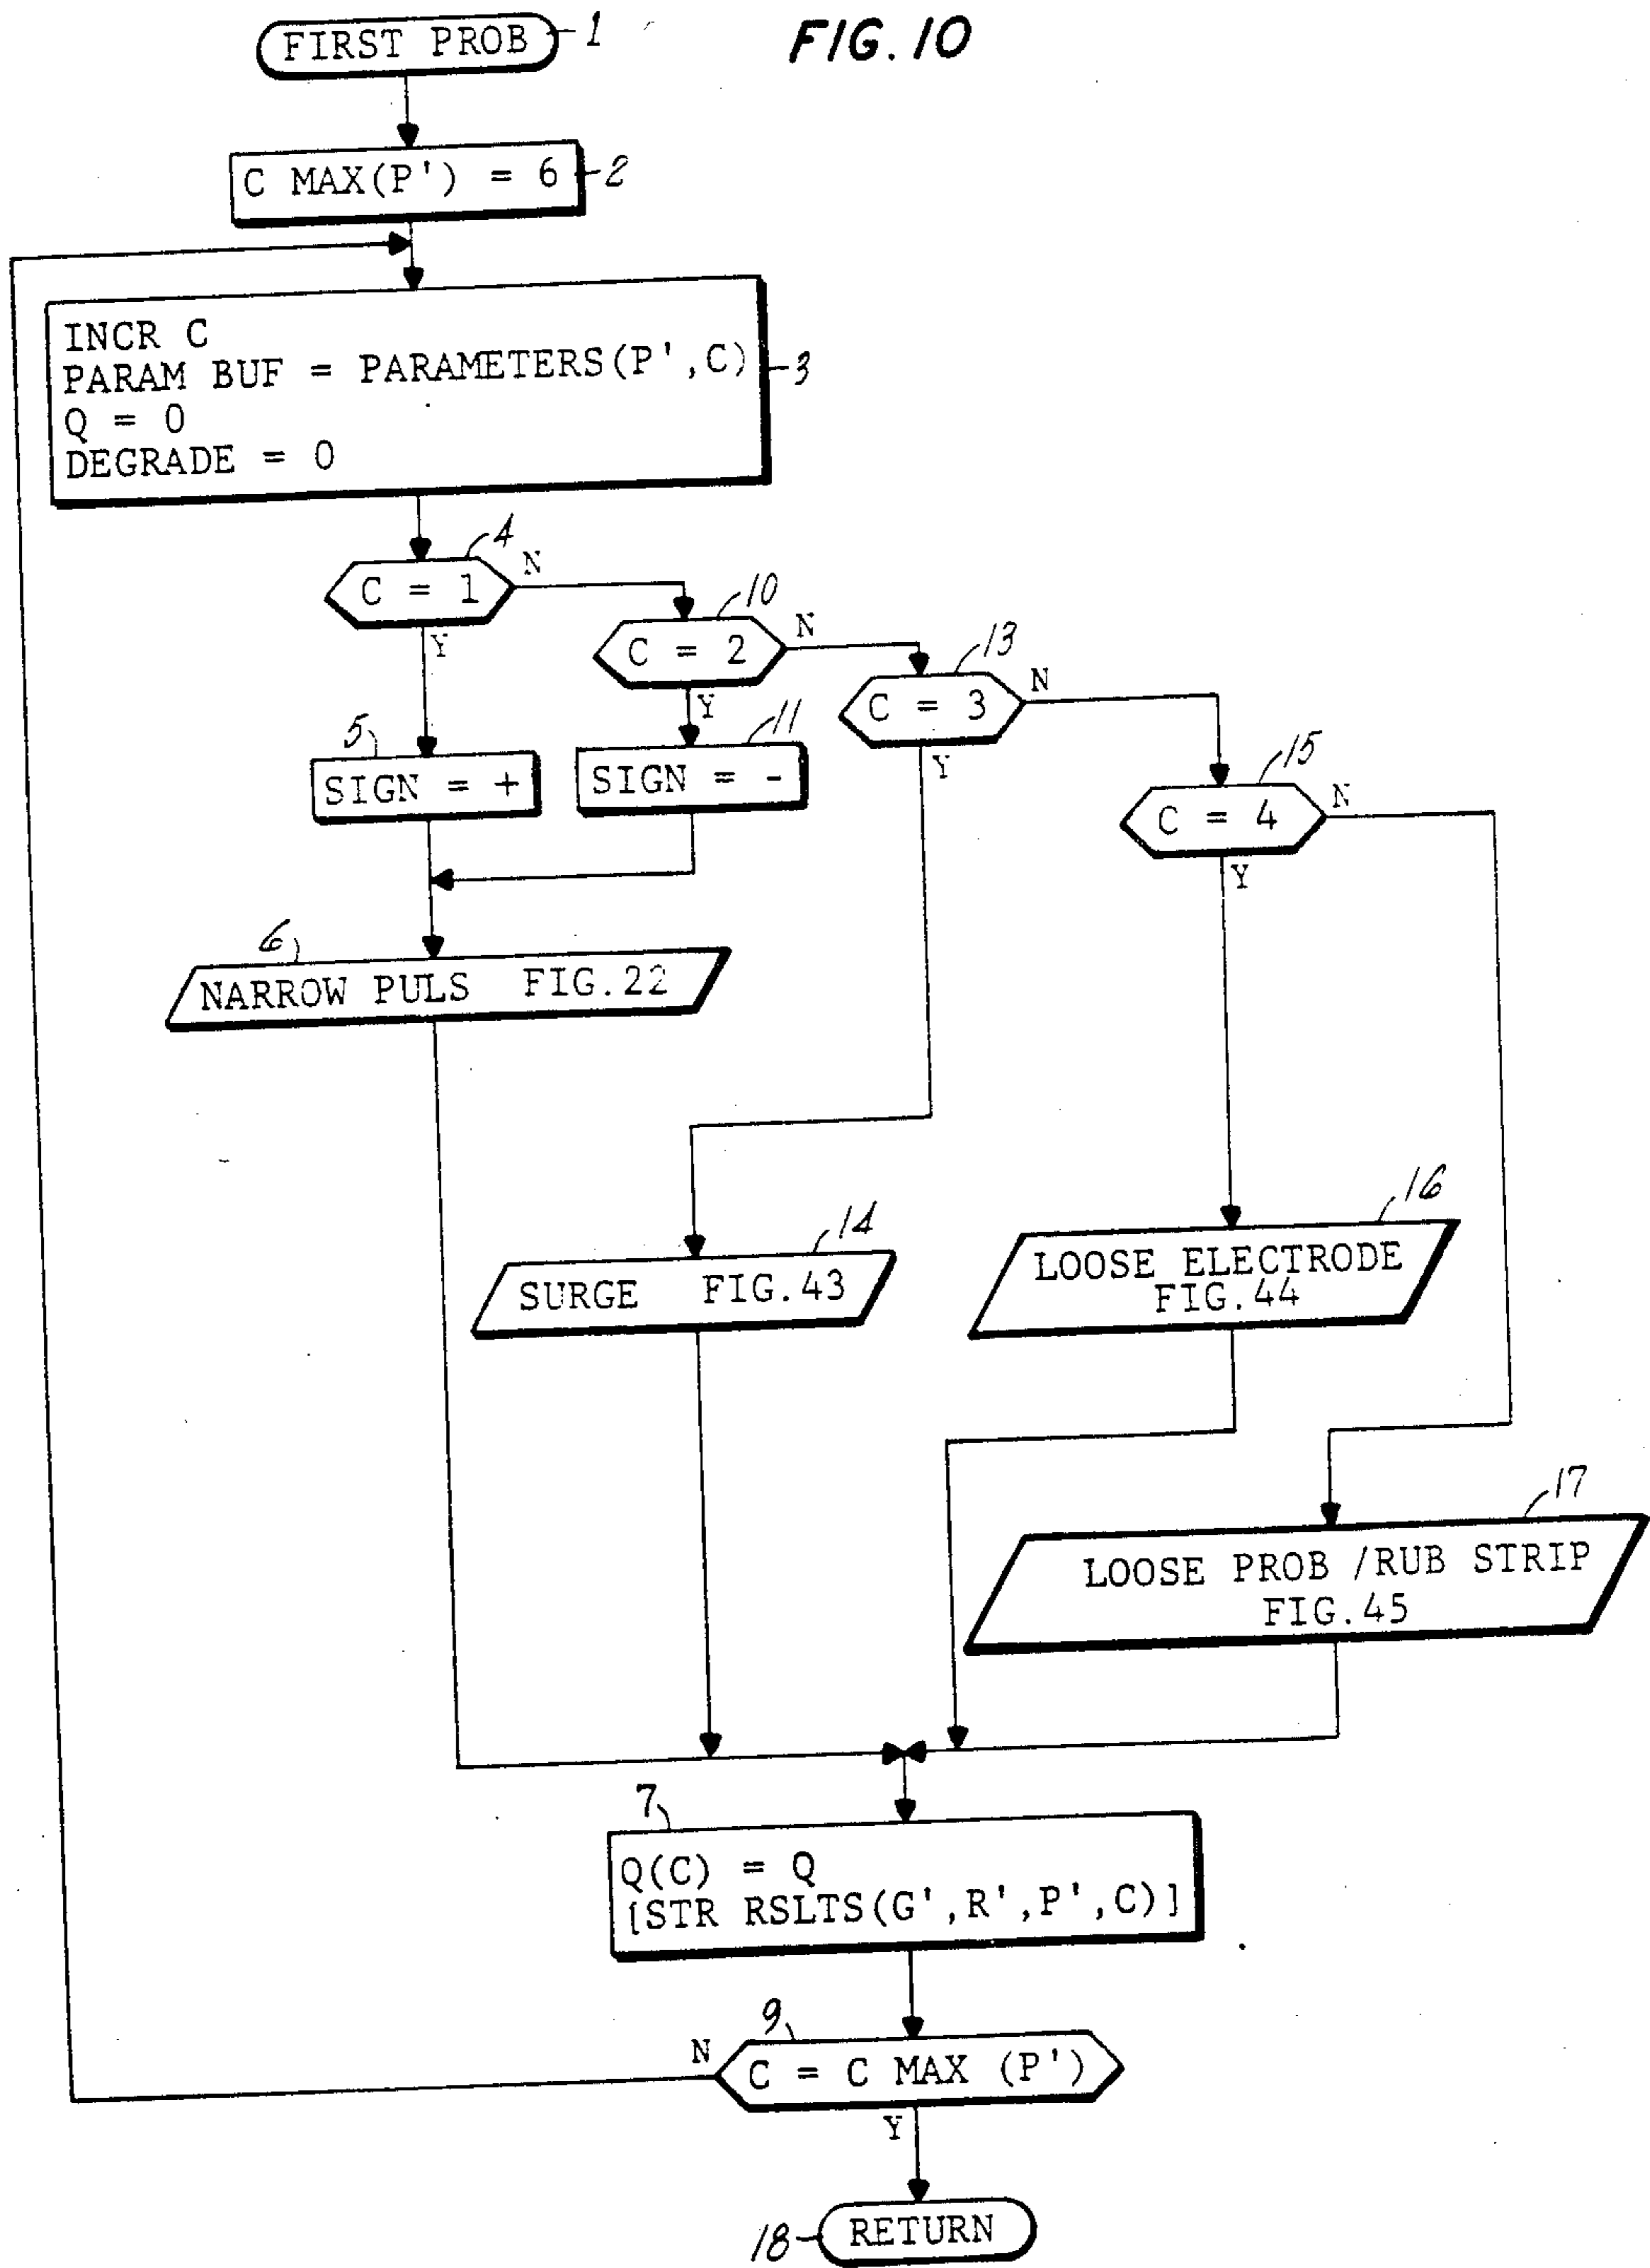 FIG. 10
FIRST PROB 1
C MAX(P') = 6 2
INCR C
PARAM BUF = PARAMETERS(P',C) 3
Q = 0
DEGRADE = 0
4
C = 1 N
Y
10
C = 2 N
Y
13
C = 3 N
Y
15
C = 4 N
Y
5
SIGN = +
11
SIGN = -
6
NARROW PULS FIG.22
14
SURGE FIG.43
16
LOOSE ELECTRODE
FIG.44
17
LOOSE PROB /RUB STRIP
FIG.45
7
Q(C) = Q
[STR RSLTS(G',R',P',C)]
9
N C = C MAX (P')
Y
18 RETURN